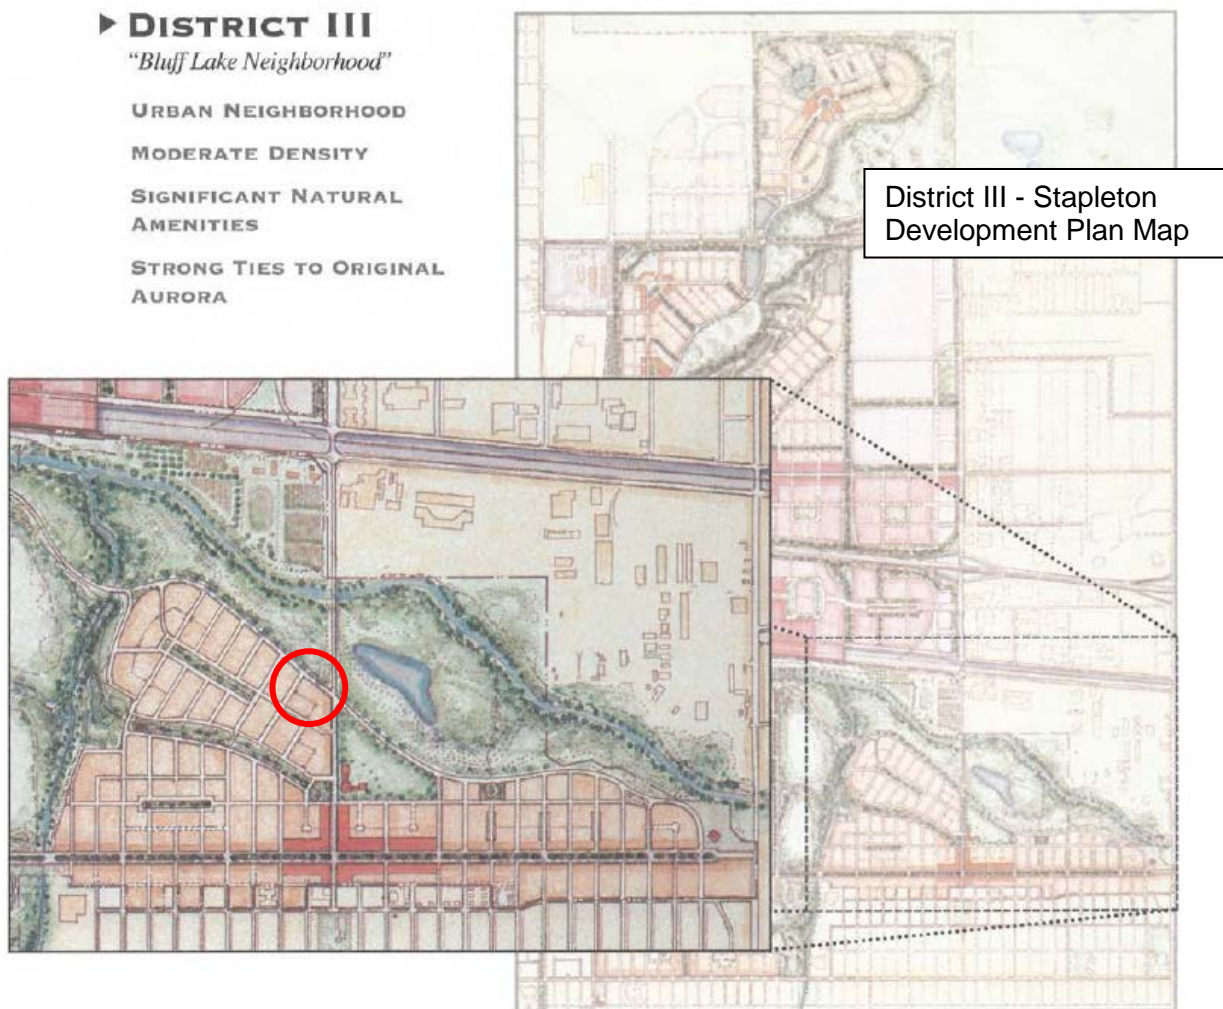 ▶ DISTRICT III
"Bluff Lake Neighborhood"
URBAN NEIGHBORHOOD
MODERATE DENSITY
SIGNIFICANT NATURAL
AMENITIES
STRONG TIES TO ORIGINAL
AURORA
District III - Stapleton
Development Plan Map